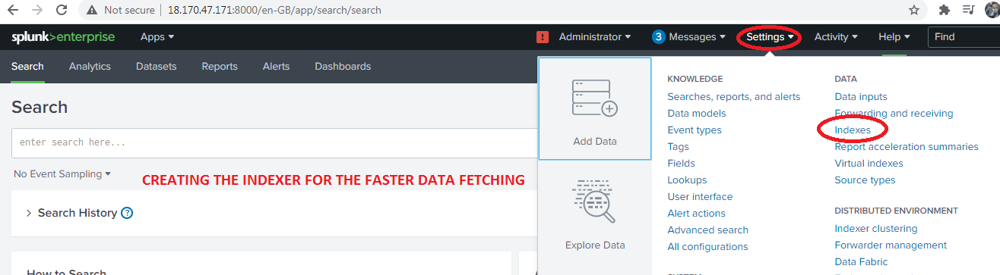 Not secure | 18.170.47.171:8000/en-GB/app/search/search
splunk>enterprise Apps ▾ ! Administrator ▾ 3 Messages ▾ Settings ▾ Activity ▾ Help ▾ Find
Search Analytics Datasets Reports Alerts Dashboards
Search
enter search here...
No Event Sampling ▾
CREATING THE INDEXER FOR THE FASTER DATA FETCHING
> Search History ?
How to Search
Add Data
Explore Data
KNOWLEDGE
Searches, reports, and alerts
Data models
Event types
Tags
Fields
Lookups
User interface
Alert actions
Advanced search
All configurations
DATA
Data inputs
Forwarding and receiving
Indexes
Report acceleration summaries
Virtual indexes
Source types
DISTRIBUTED ENVIRONMENT
Indexer clustering
Forwarder management
Data Fabric